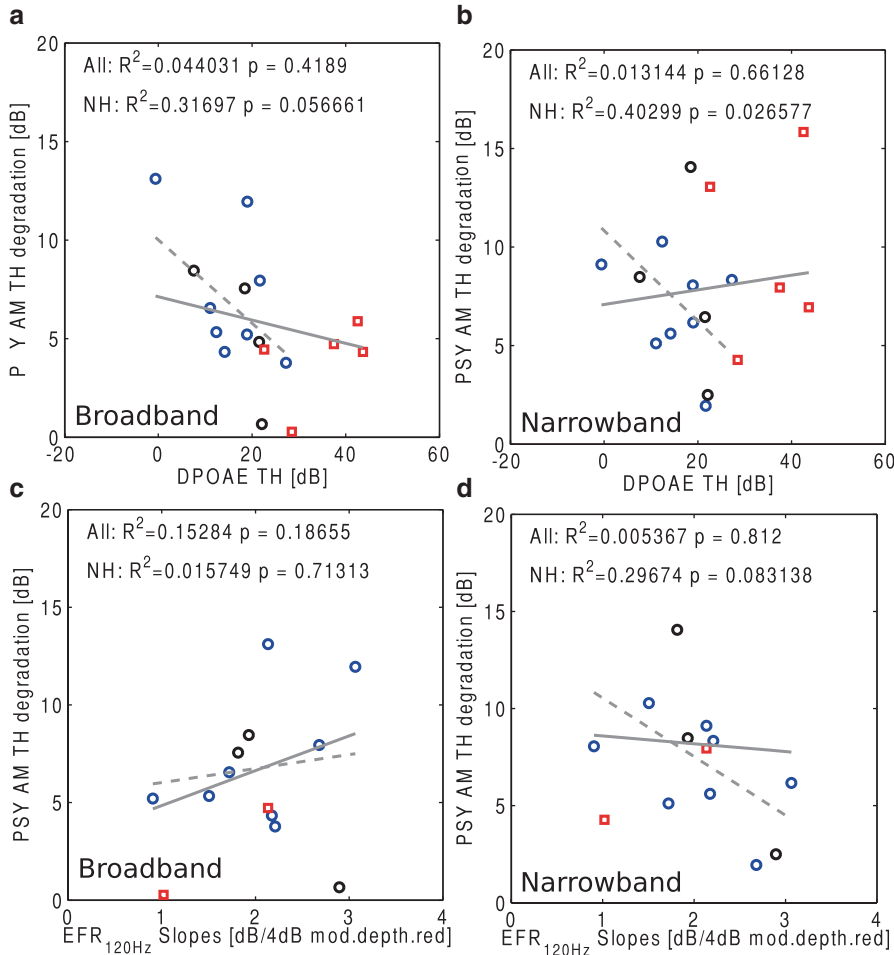 a
20
15
10
5
0
-20
0
20
40
60
P Y AM TH degradation [dB]
All: R²=0.044031 p = 0.4189
NH: R²=0.31697 p = 0.056661
Broadband
DPOAE TH [dB]
b
20
15
10
5
0
-20
0
20
40
60
PSY AM TH degradation [dB]
All: R²=0.013144 p = 0.66128
NH: R²=0.40299 p = 0.026577
Narrowband
DPOAE TH [dB]
c
20
15
10
5
0
0
1
2
3
4
PSY AM TH degradation [dB]
All: R²=0.15284 p = 0.18655
NH: R²=0.015749 p = 0.71313
Broadband
EFR120Hz Slopes [dB/4dB mod.depth.red]
d
20
15
10
5
0
0
1
2
3
4
PSY AM TH degradation [dB]
All: R²=0.005367 p = 0.812
NH: R²=0.29674 p = 0.083138
Narrowband
EFR120Hz Slopes [dB/4dB mod.depth.red]